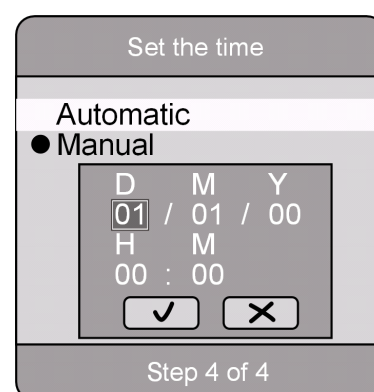 Set the time
Automatic
Manual
D M Y
01 / 01 / 00
H M
00 : 00
Step 4 of 4